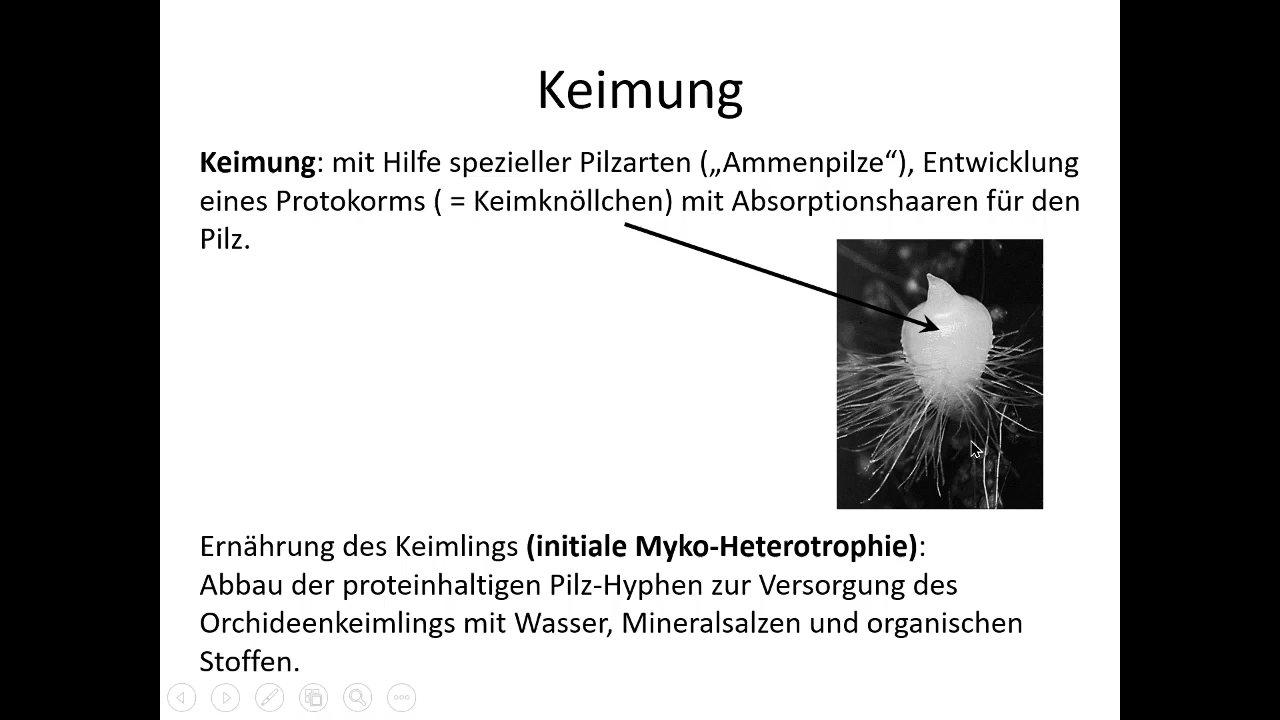 Keimung
Keimung: mit Hilfe spezieller Pilzarten („Ammenpilze“), Entwicklung
eines Protokorms ( = Keimknöllchen) mit Absorptionshaaren für den
Pilz.
Ernährung des Keimlings (initiale Myko-Heterotrophie):
Abbau der proteinhaltigen Pilz-Hyphen zur Versorgung des
Orchideenkeimlings mit Wasser, Mineralsalzen und organischen
Stoffen.